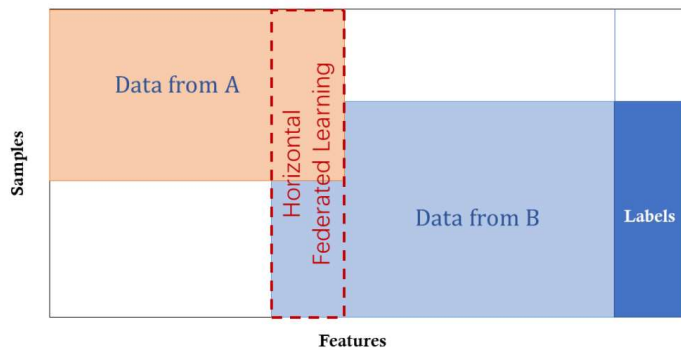 Data from A
Horizontal
Federated Learning
Samples
Data from B
Labels
Features